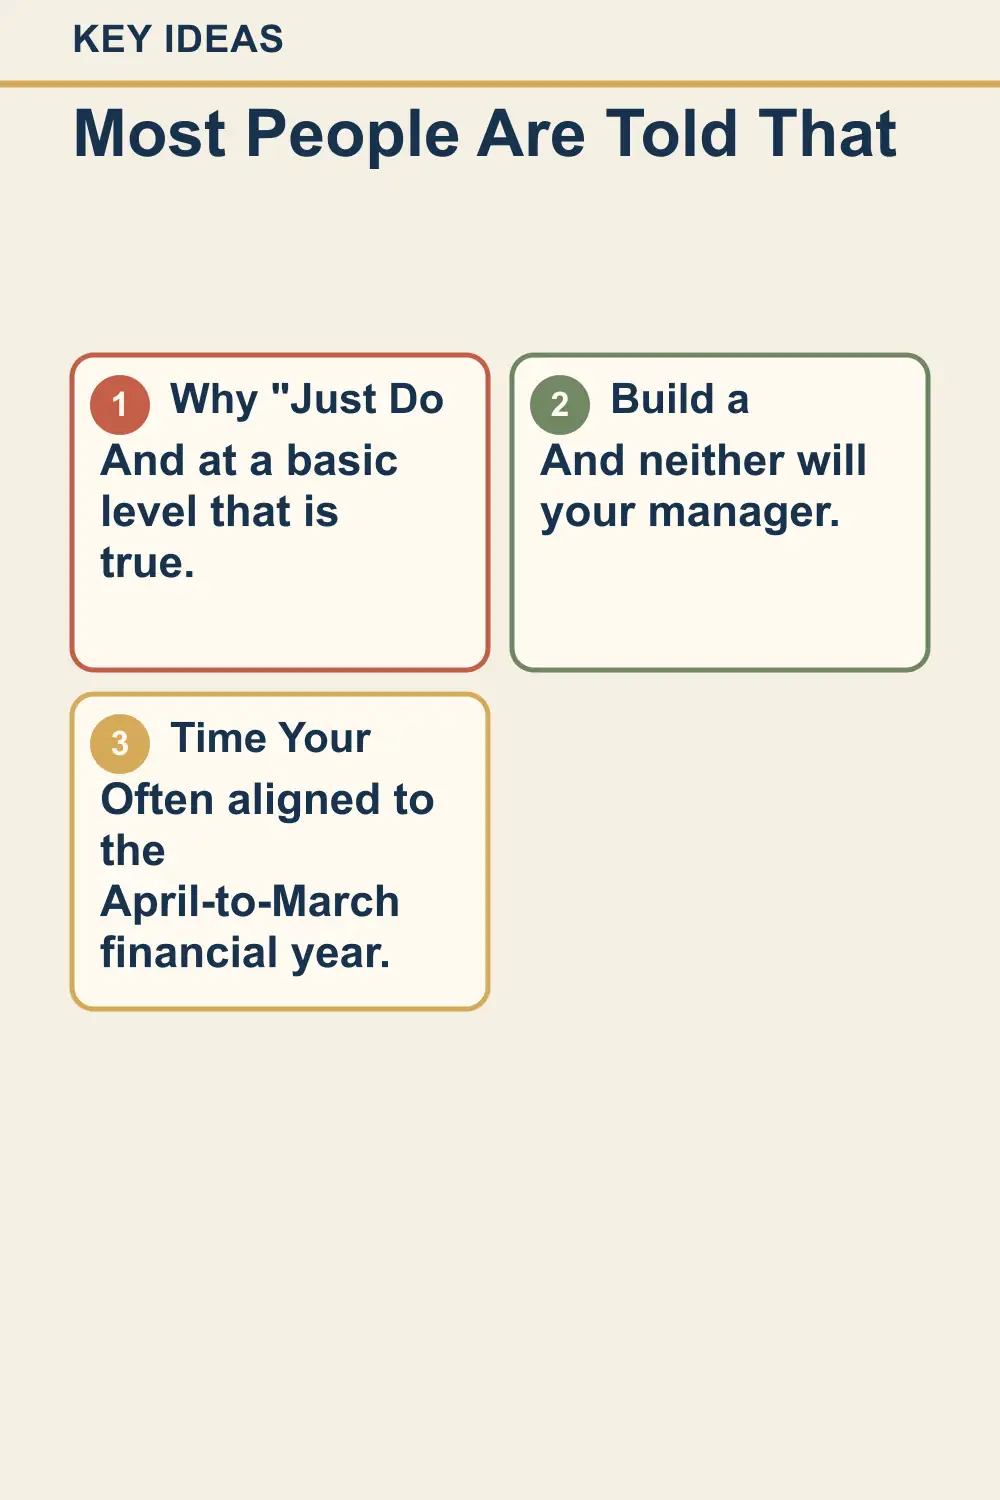 KEY IDEAS
Most People Are Told That
1 Why "Just Do
And at a basic
level that is
true.
2 Build a
And neither will
your manager.
3 Time Your
Often aligned to
the
April-to-March
financial year.